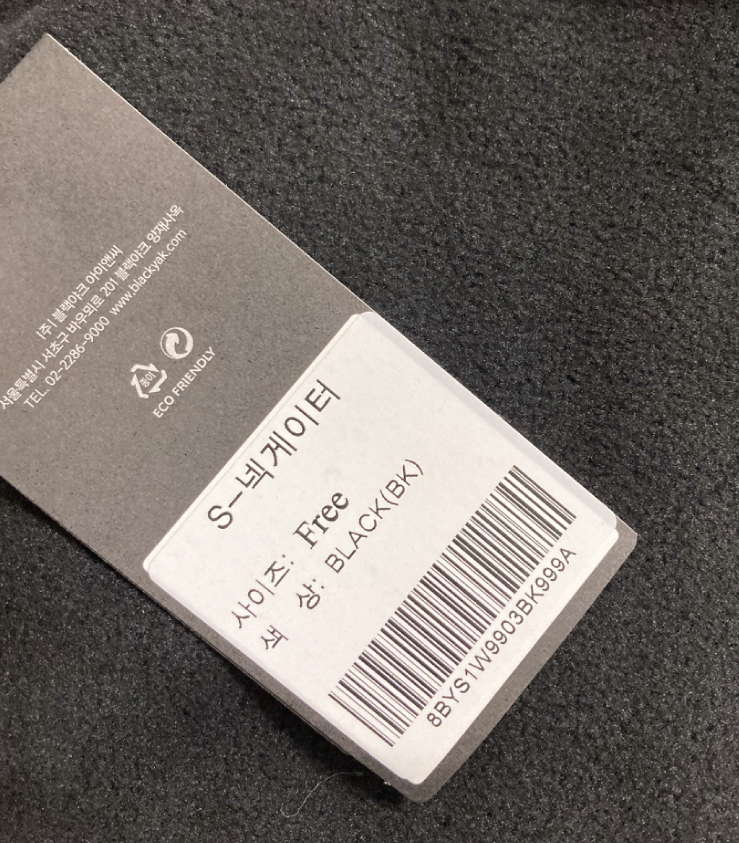 (주) 블랙야크 아이앤씨
서울특별시 서초구 바우뫼로 201 블랙야크 양재사옥
TEL. 02-2286-9000 www.blackyak.com
종이
ECO FRIENDLY
S-넥게이터
사이즈: Free
색 상: BLACK(BK)
8BYS1W9903BK999A